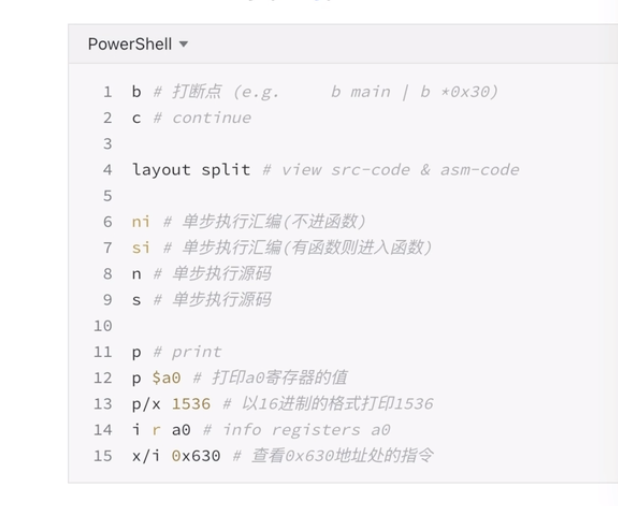 PowerShell
1 b # 打断点 (e.g. b main | b *0x30)
2 c # continue
3
4 layout split # view src-code & asm-code
5
6 ni # 单步执行汇编(不进函数)
7 si # 单步执行汇编(有函数则进入函数)
8 n # 单步执行源码
9 s # 单步执行源码
10
11 p # print
12 p $a0 # 打印a0寄存器的值
13 p/x 1536 # 以16进制的格式打印1536
14 i r a0 # info registers a0
15 x/i 0x630 # 查看0x630地址处的指令